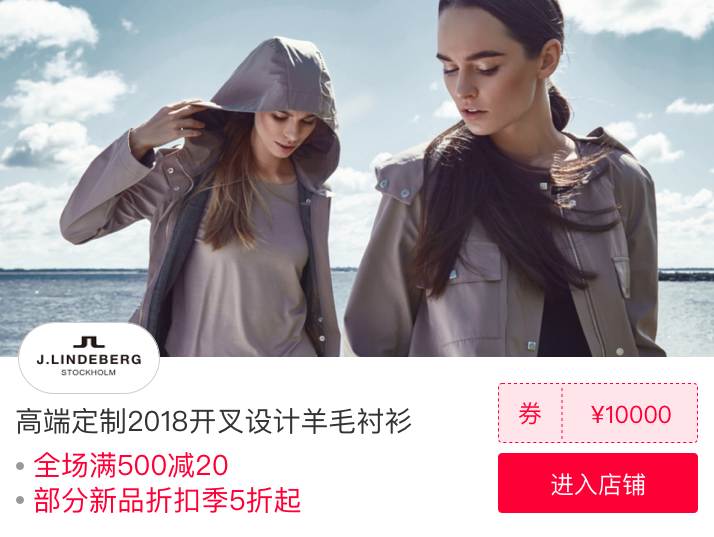 J.LINDEBERG
STOCKHOLM
高端定制2018开叉设计羊毛衬衫
全场满500减20
部分新品折扣季5折起
券 ¥10000
进入店铺